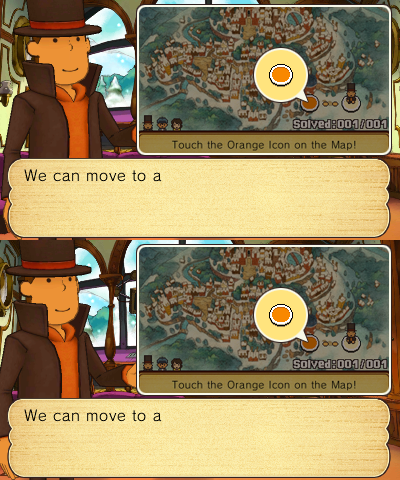 Solved:001/001
Touch the Orange Icon on the Map!
We can move to a
Solved:001/001
Touch the Orange Icon on the Map!
We can move to a